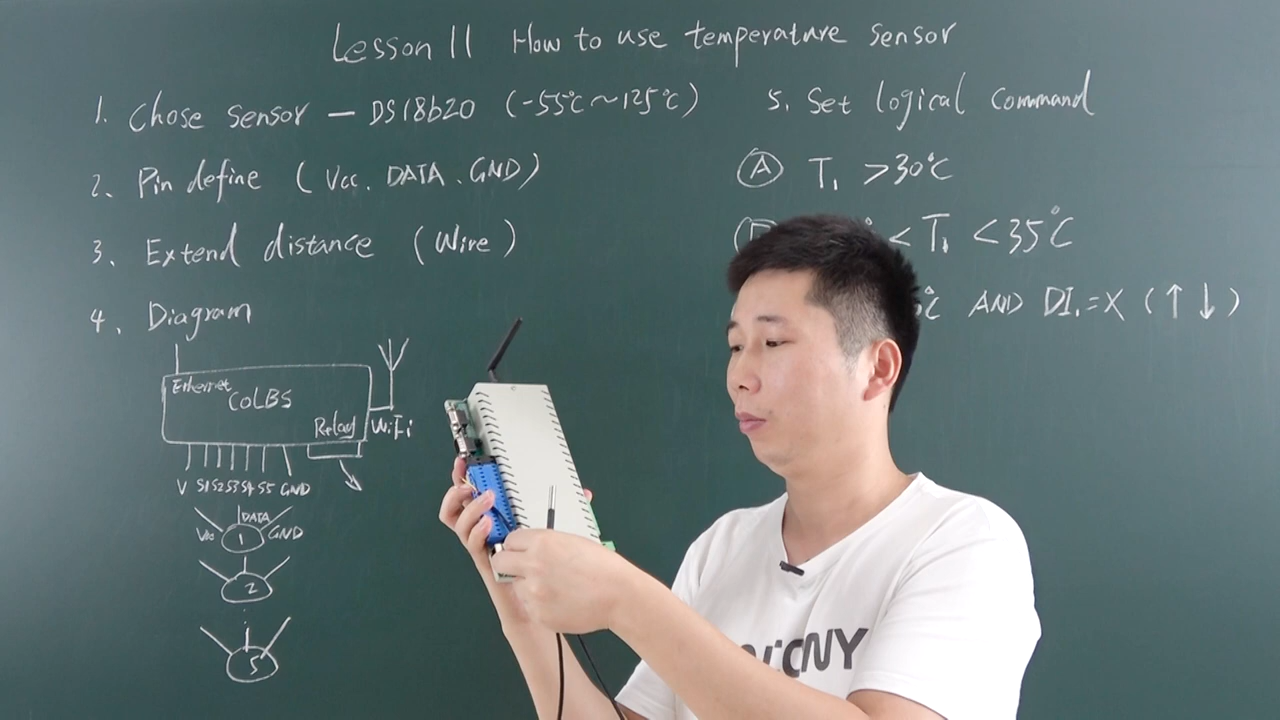 Lesson 11 How to use temperature sensor
1. Chose sensor — DS18b20 (-55°C ~ 125°C)
2. Pin define (Vcc, DATA, GND)
3. Extend distance (Wire)
4. Diagram
Ethernet
CoLBS
Relay
WiFi
V S1 S2 S3 S4 S5 GND
Vcc DATA GND
1
2
5
5. Set logical command
A T₁ >30°C
< T₁ < 35°C
°C AND DI₁=X (↑↓)